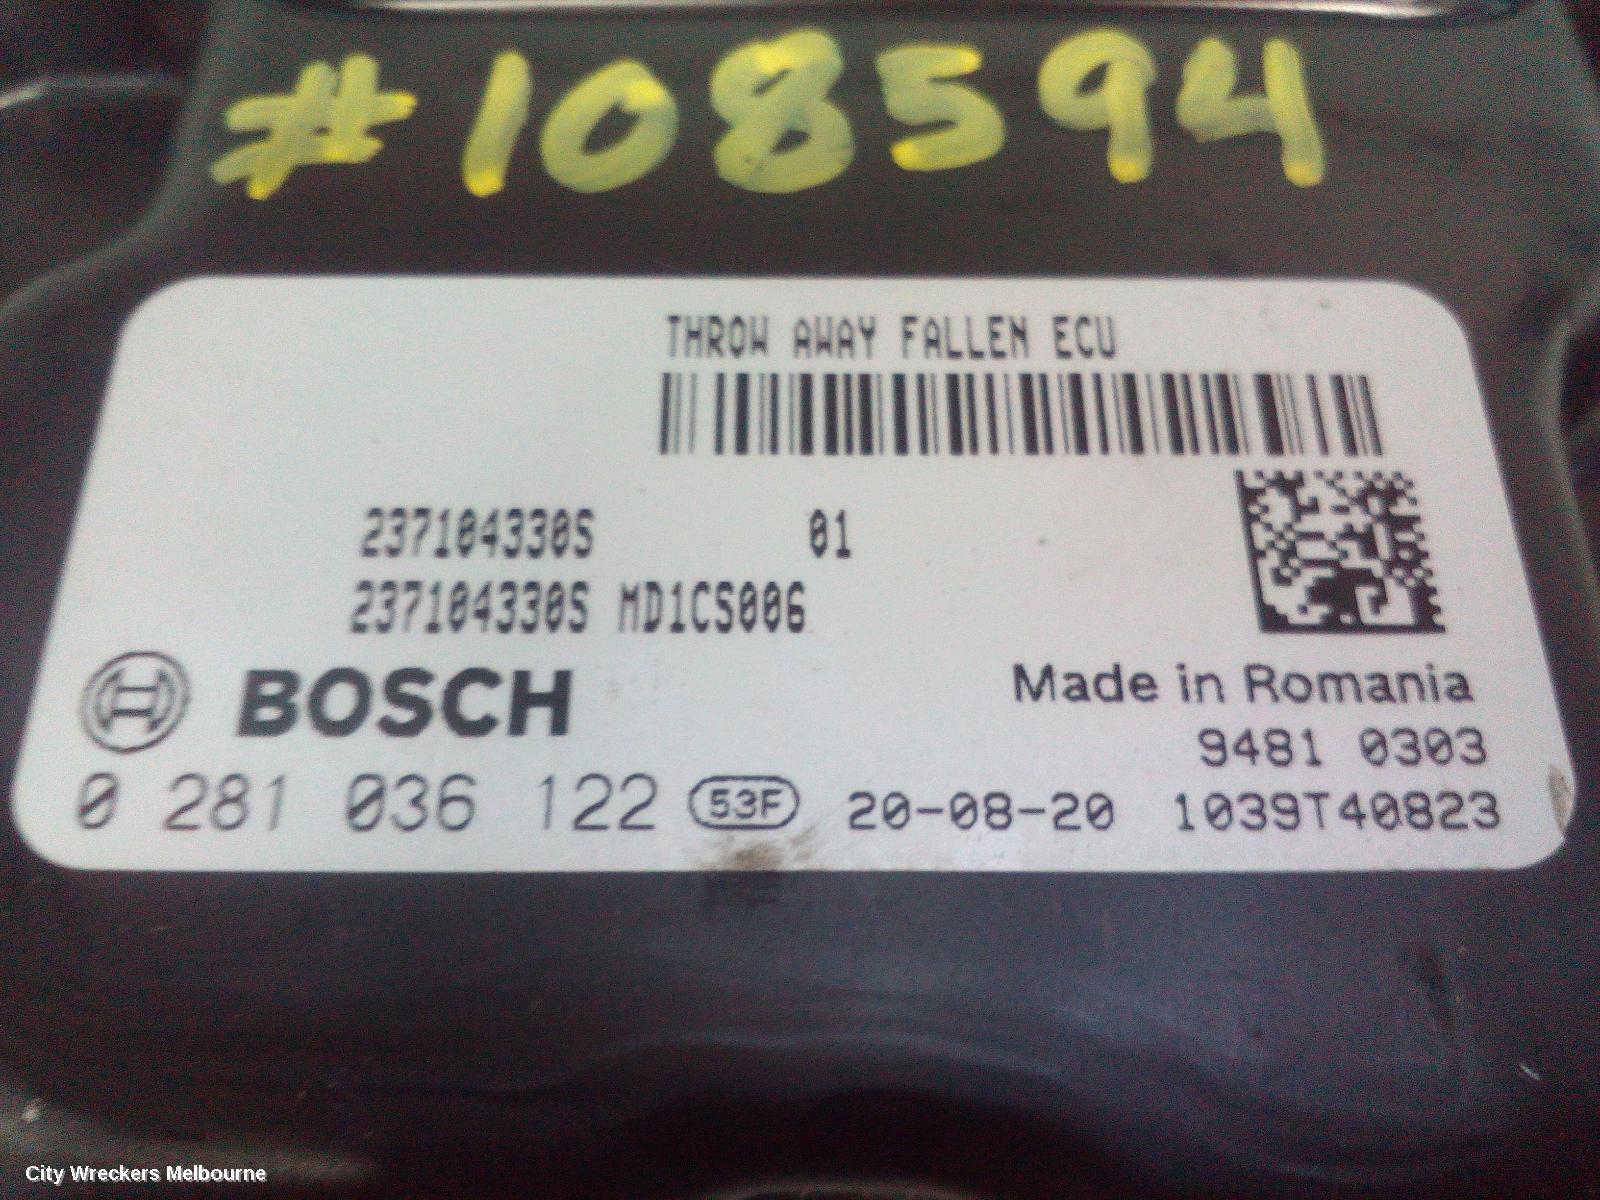 #108594
THROW AWAY FALLEN ECU
237104330S 01
237104330S MD1CS006
BOSCH
Made in Romania
9481 0303
0 281 036 122 53F 20-08-20 1039T40823
City Wreckers Melbourne